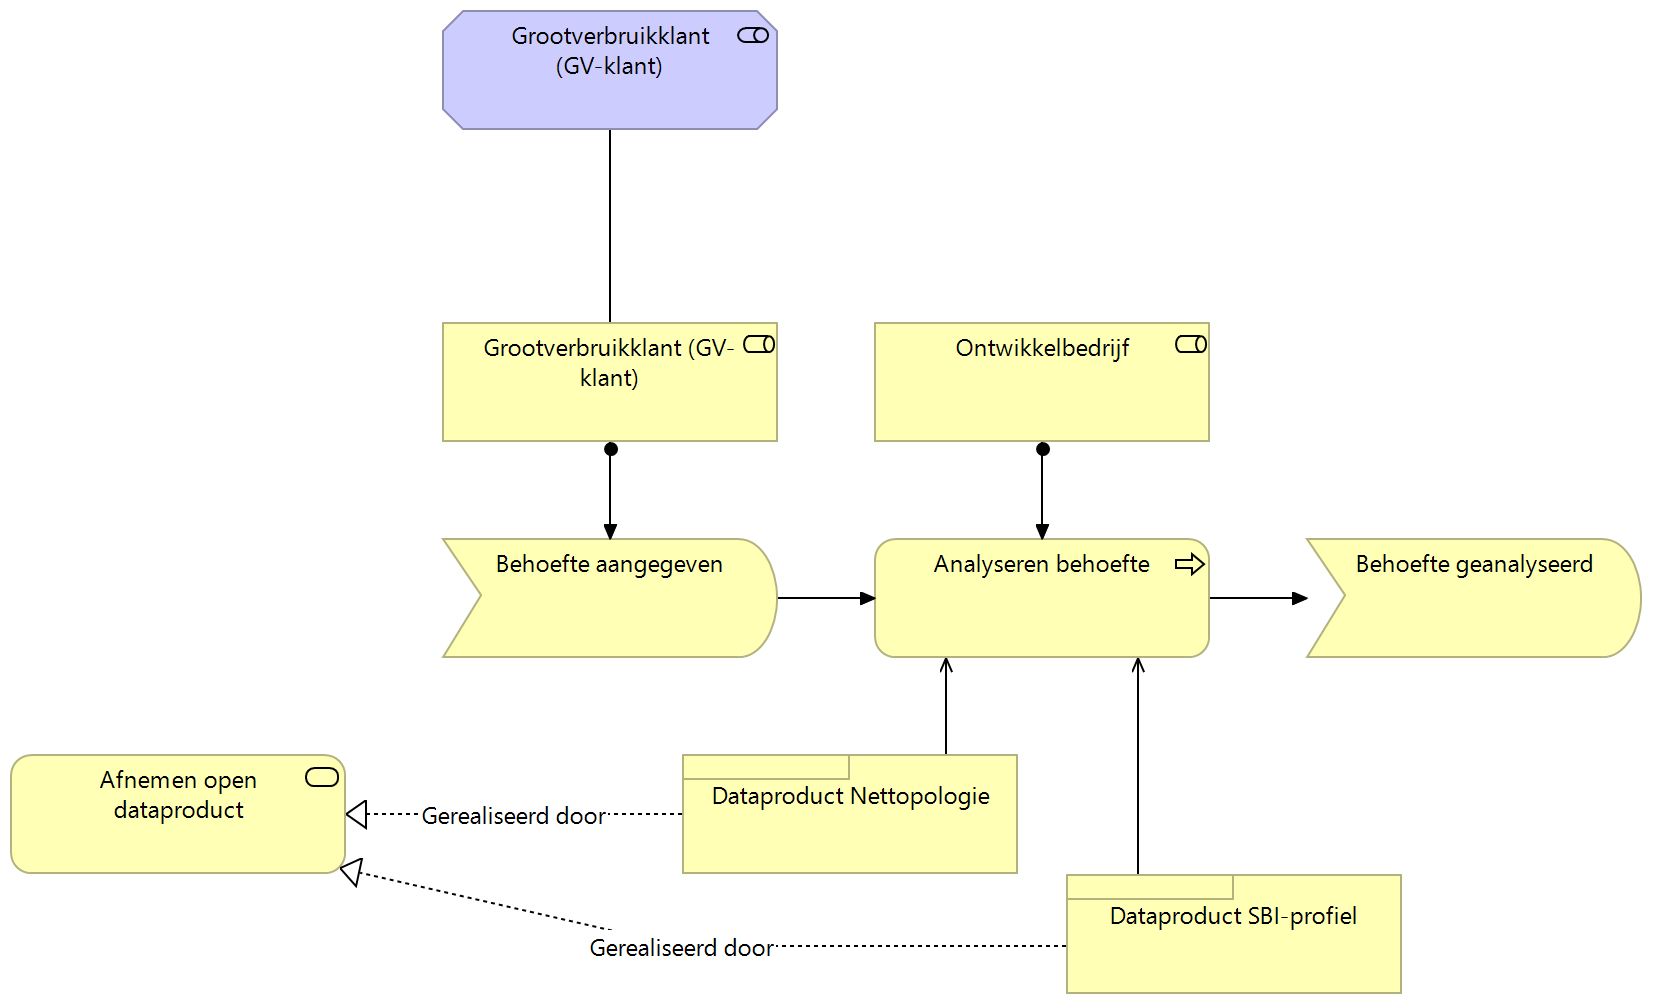 Grootverbruikklant
(GV-klant)
Grootverbruikklant (GV-
klant)
Ontwikkelbedrijf
Behoefte aangegeven
Analyseren behoefte
Behoefte geanalyseerd
Afnemen open
dataproduct
Gerealiseerd door
Dataproduct Nettopologie
Dataproduct SBI-profiel
Gerealiseerd door